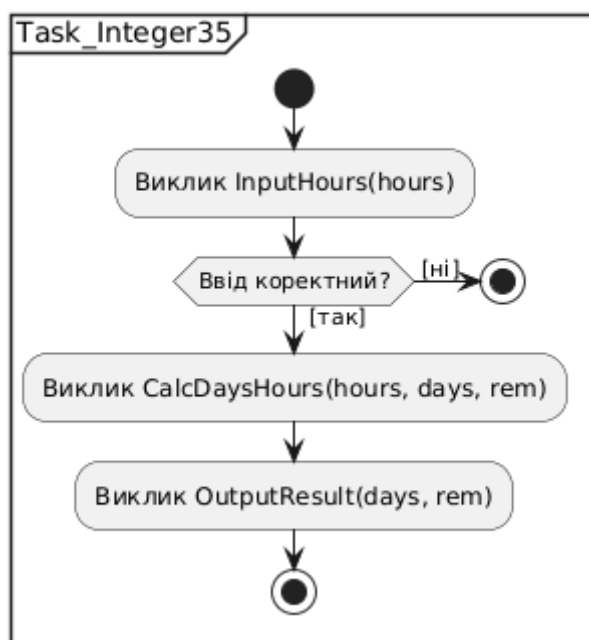 Task_Integer35
Виклик InputHours(hours)
Ввід коректний?
[ні]
[так]
Виклик CalcDaysHours(hours, days, rem)
Виклик OutputResult(days, rem)